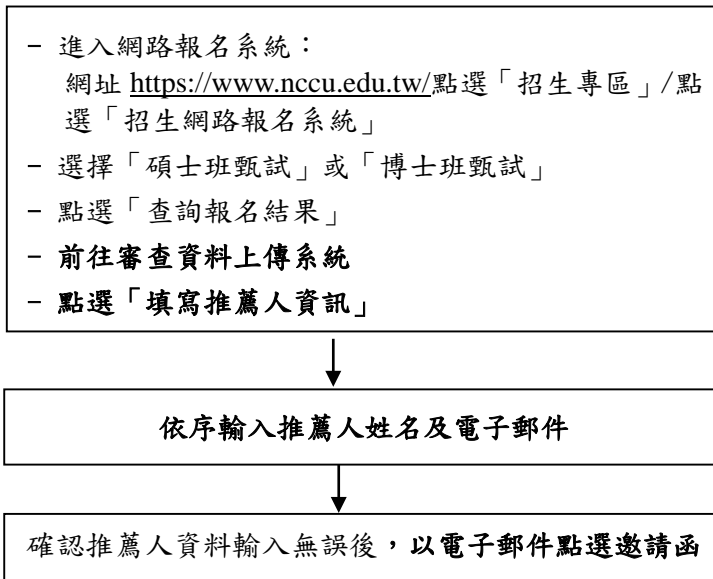 - 進入網路報名系統：
網址 https://www.nccu.edu.tw/點選「招生專區」/點
選「招生網路報名系統」
- 選擇「碩士班甄試」或「博士班甄試」
- 點選「查詢報名結果」
- 前往審查資料上傳系統
- 點選「填寫推薦人資訊」
依序輸入推薦人姓名及電子郵件
確認推薦人資料輸入無誤後，以電子郵件點選邀請函